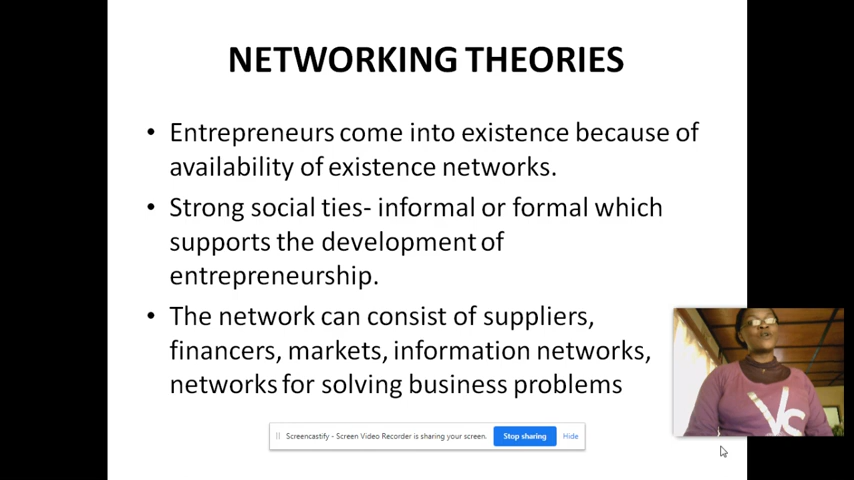 NETWORKING THEORIES
• Entrepreneurs come into existence because of
availability of existence networks.
• Strong social ties- informal or formal which
supports the development of
entrepreneurship.
• The network can consist of suppliers,
financers, markets, information networks,
networks for solving business problems
Screencastify - Screen Video Recorder is sharing your screen. Stop sharing Hide